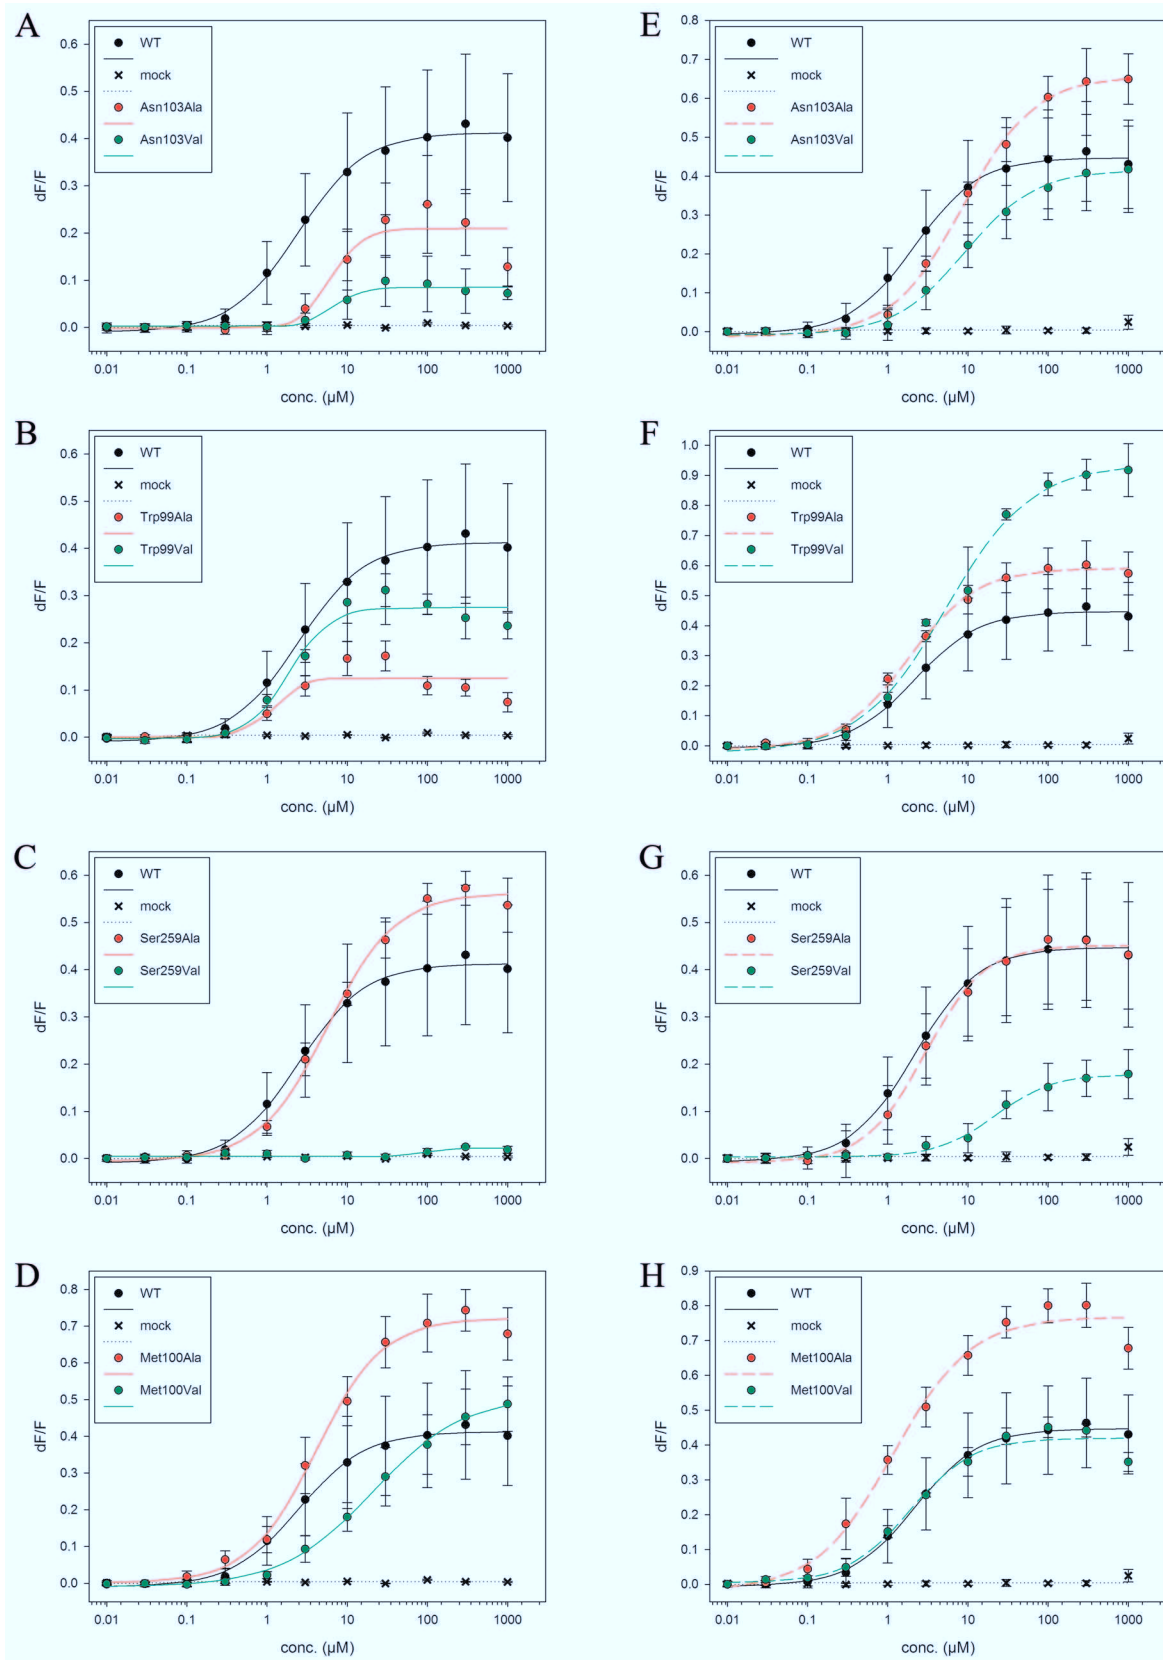 A
WT
mock
Asn103Ala
Asn103Val
0.6
0.5
0.4
0.3
0.2
0.1
0.0
dF/F
0.01 0.1 1 10 100 1000
conc. (µM)
E
WT
mock
Asn103Ala
Asn103Val
0.8
0.7
0.6
0.5
0.4
0.3
0.2
0.1
0.0
dF/F
0.01 0.1 1 10 100 1000
conc. (µM)
B
WT
mock
Trp99Ala
Trp99Val
0.6
0.5
0.4
0.3
0.2
0.1
0.0
dF/F
0.01 0.1 1 10 100 1000
conc. (µM)
F
WT
mock
Trp99Ala
Trp99Val
1.0
0.9
0.8
0.7
0.6
0.5
0.4
0.3
0.2
0.1
0.0
dF/F
0.01 0.1 1 10 100 1000
conc. (µM)
C
WT
mock
Ser259Ala
Ser259Val
0.6
0.5
0.4
0.3
0.2
0.1
0.0
dF/F
0.01 0.1 1 10 100 1000
conc. (µM)
G
WT
mock
Ser259Ala
Ser259Val
0.6
0.5
0.4
0.3
0.2
0.1
0.0
dF/F
0.01 0.1 1 10 100 1000
conc. (µM)
D
WT
mock
Met100Ala
Met100Val
0.8
0.7
0.6
0.5
0.4
0.3
0.2
0.1
0.0
dF/F
0.01 0.1 1 10 100 1000
conc. (µM)
H
WT
mock
Met100Ala
Met100Val
0.9
0.8
0.7
0.6
0.5
0.4
0.3
0.2
0.1
0.0
dF/F
0.01 0.1 1 10 100 1000
conc. (µM)